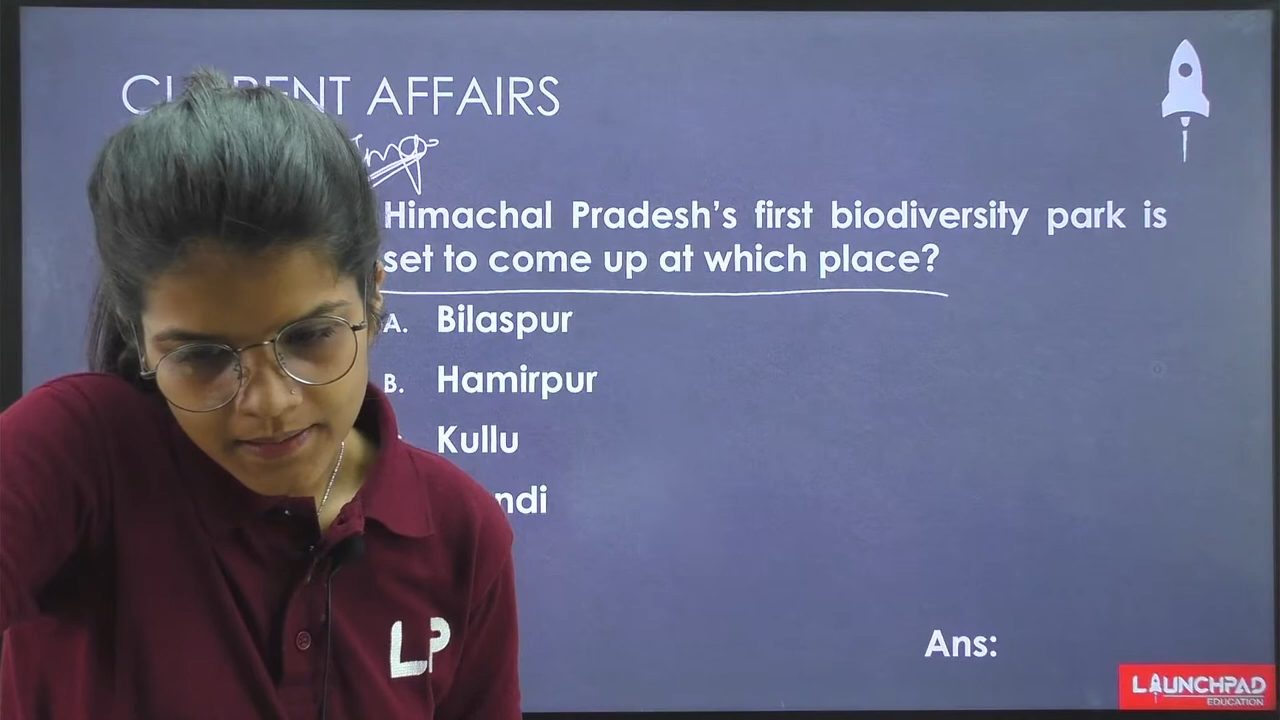 AFFAIRS
Imp
Himachal Pradesh's first biodiversity park is
set to come up at which place?
A. Bilaspur
B. Hamirpur
Kullu
Ans:
LP
LAUNCHPAD
EDUCATION